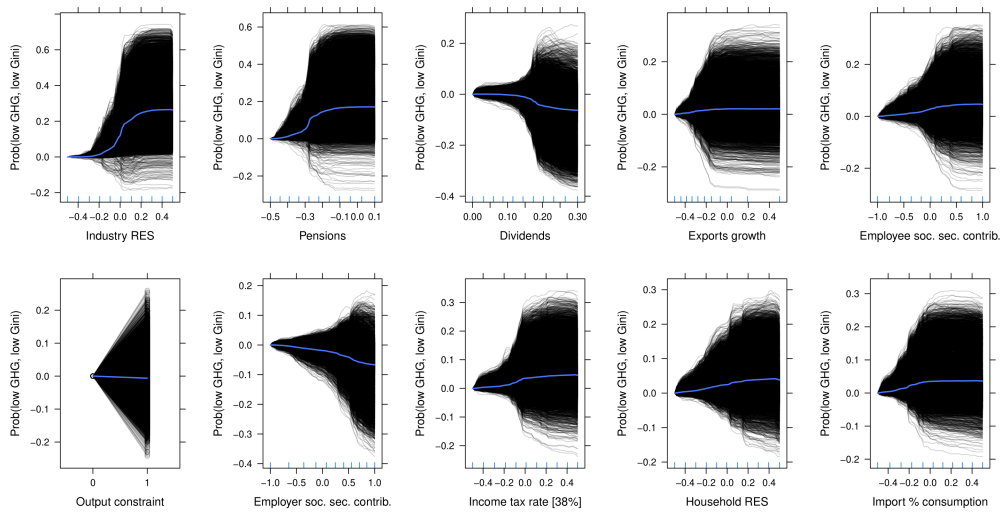 Prob(low GHG, low Gini)
0.6
0.4
0.2
0.0
−0.2
−0.4 −0.2 0.0 0.2 0.4
Industry RES
Prob(low GHG, low Gini)
0.6
0.4
0.2
0.0
−0.2
−0.5 −0.3 −0.1 0.0 0.1
Pensions
Prob(low GHG, low Gini)
0.2
0.0
−0.2
−0.4
0.00 0.10 0.20 0.30
Dividends
Prob(low GHG, low Gini)
0.2
0.0
−0.2
−0.4 −0.2 0.0 0.2 0.4
Exports growth
Prob(low GHG, low Gini)
0.3
0.2
0.1
0.0
−0.1
−0.2
−1.0 −0.5 0.0 0.5 1.0
Employee soc. sec. contrib.
Prob(low GHG, low Gini)
0.2
0.1
0.0
−0.1
−0.2
0 1
Output constraint
Prob(low GHG, low Gini)
0.2
0.1
0.0
−0.1
−0.2
−0.3
−0.4
−1.0 −0.5 0.0 0.5 1.0
Employer soc. sec. contrib.
Prob(low GHG, low Gini)
0.3
0.2
0.1
0.0
−0.1
−0.2
−0.4 −0.2 0.0 0.2 0.4
Income tax rate [38%]
Prob(low GHG, low Gini)
0.3
0.2
0.1
0.0
−0.1
−0.2
−0.4 −0.2 0.0 0.2 0.4
Household RES
Prob(low GHG, low Gini)
0.3
0.2
0.1
0.0
−0.1
−0.2
−0.4 −0.2 0.0 0.2 0.4
Import % consumption